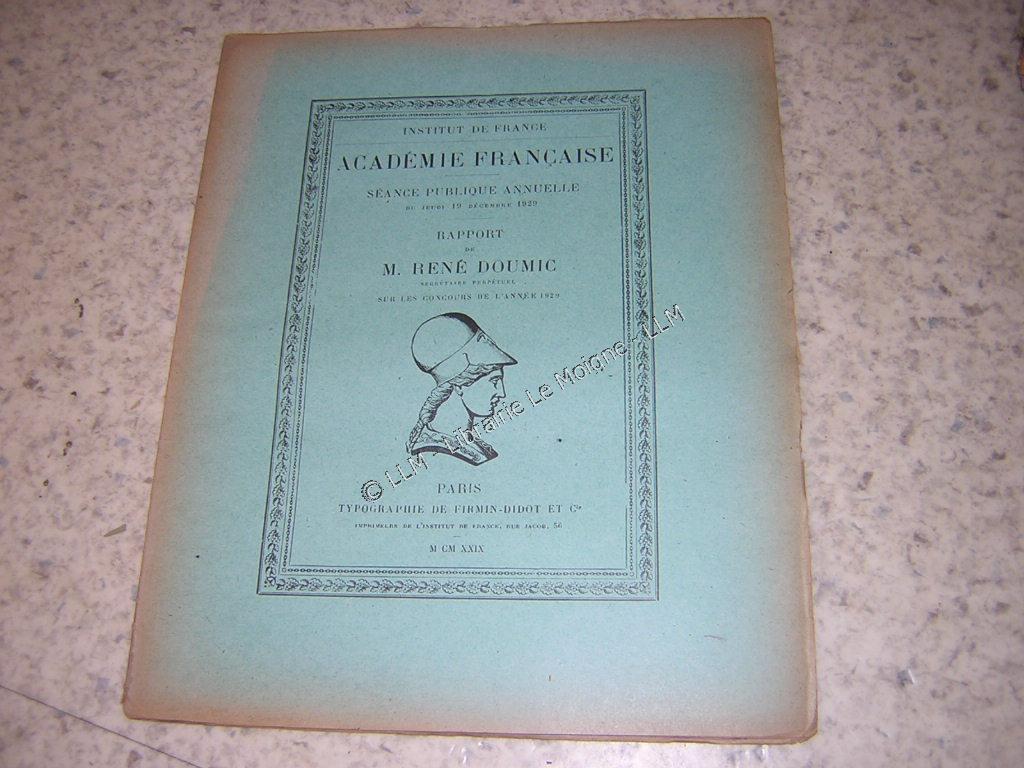 INSTITUT DE FRANCE
ACADÉMIE FRANÇAISE
SÉANCE PUBLIQUE ANNUELLE
DU JEUDI 19 DÉCEMBRE 1929
RAPPORT
DE
M. RENÉ DOUMIC
SECRÉTAIRE PERPÉTUEL
SUR LES CONCOURS DE L'ANNÉE 1929
© LLM - Librairie Le Moigne - LLM
PARIS
TYPOGRAPHIE DE FIRMIN-DIDOT ET Cie
IMPRIMEURS DE L'INSTITUT DE FRANCE, RUE JACOB, 56
M CM XXIX